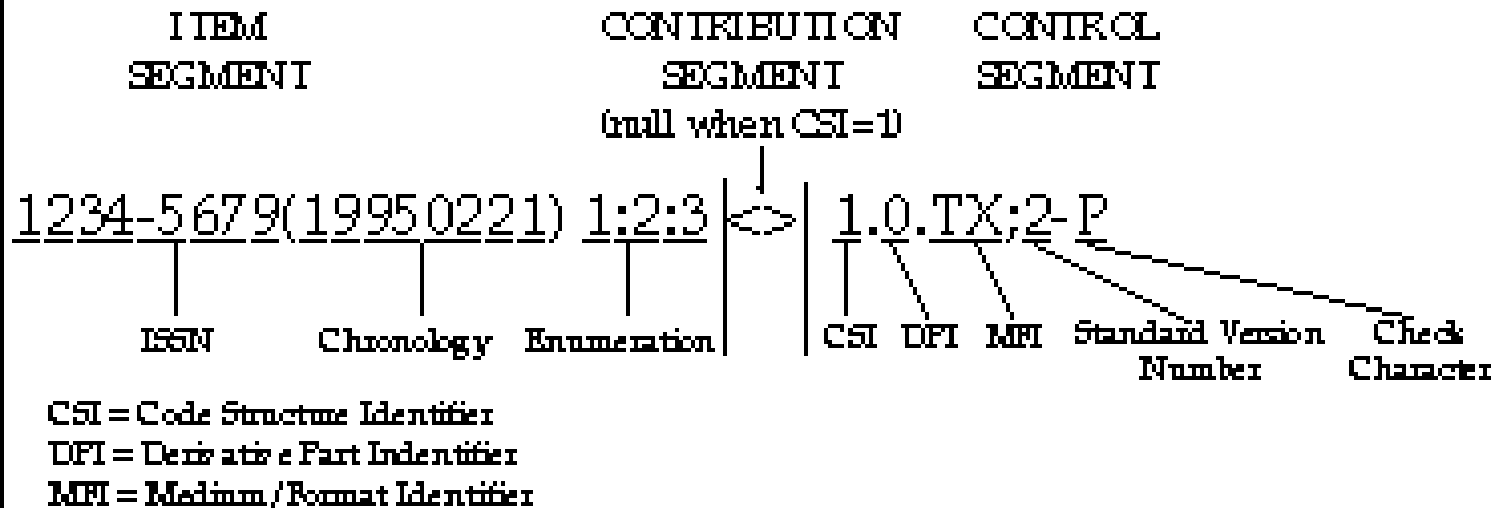 ITEM SEGMENT
CONTRIBUTION SEGMENT
(null when CSI=1)
CONTROL SEGMENT
1234-5679(19950221) 1:2:3 <> 1.0.TX;2-P
ISSN Chronology Enumeration CSI DPI MFI Standard Version Number Check Character
CSI = Code Structure Identifier
DPI = Derivative Part Indentifier
MFI = Medium/Format Identifier